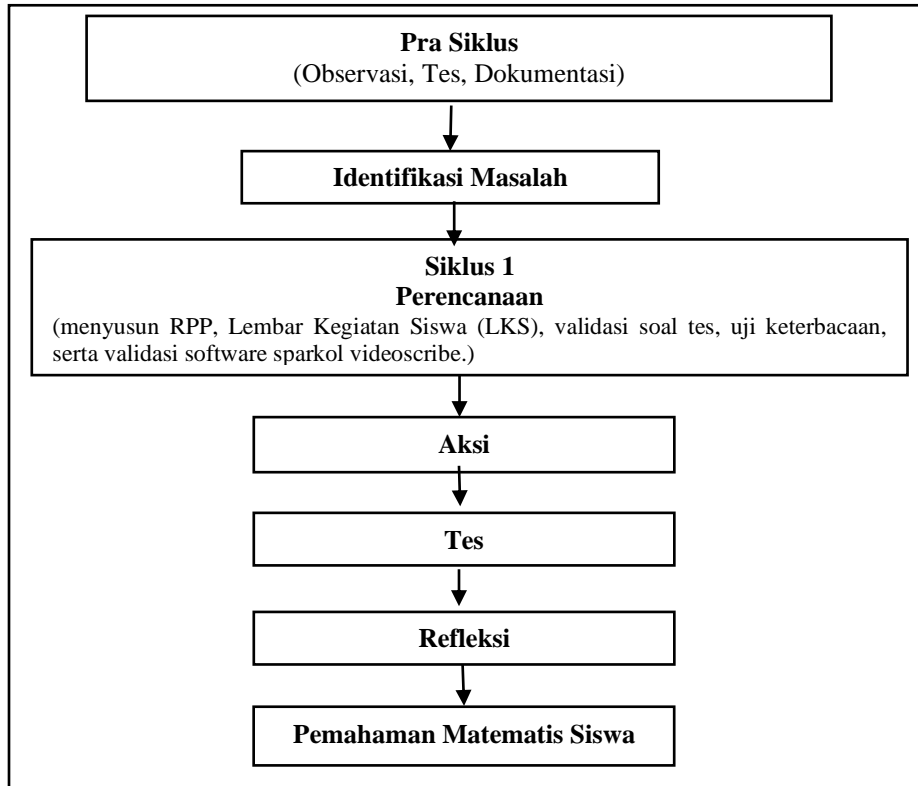 Pra Siklus
(Observasi, Tes, Dokumentasi)
Identifikasi Masalah
Siklus 1
Perencanaan
(menyusun RPP, Lembar Kegiatan Siswa (LKS), validasi soal tes, uji keterbacaan,
serta validasi software sparkol videoscribe.)
Aksi
Tes
Refleksi
Pemahaman Matematis Siswa